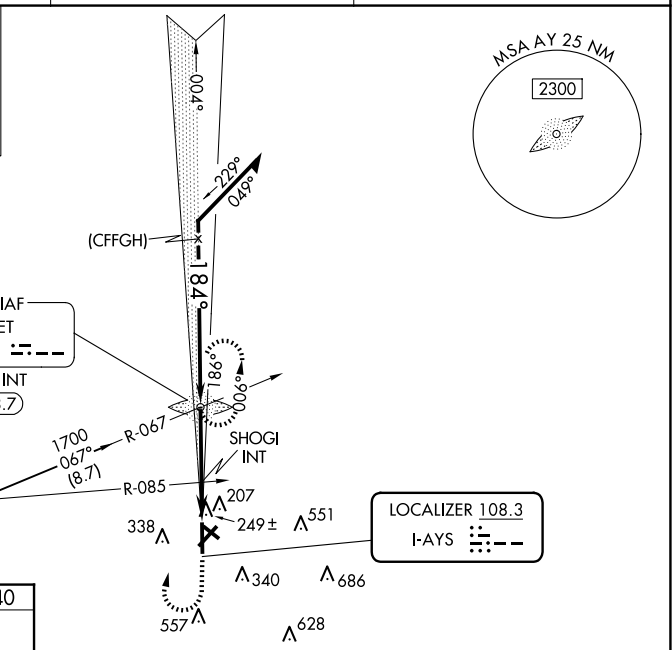 MSA AY 25 NM
2300
004°
229°
049°
(CFFGH)
184°
IAF
ET
INT
.7
186°
006°
1700
067°
(8.7)
R-067
SHOGI
INT
R-085
207
249±
551
338
LOCALIZER 108.3
I-AYS
340
686
557
628
40